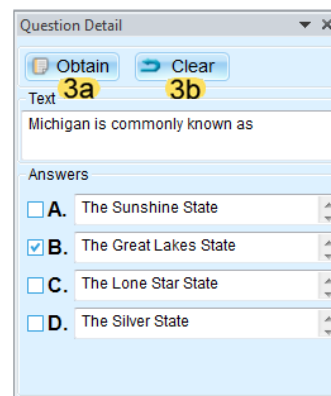 Question Detail
Obtain Clear
3a 3b
Text
Michigan is commonly known as
Answers
A. The Sunshine State
B. The Great Lakes State
C. The Lone Star State
D. The Silver State